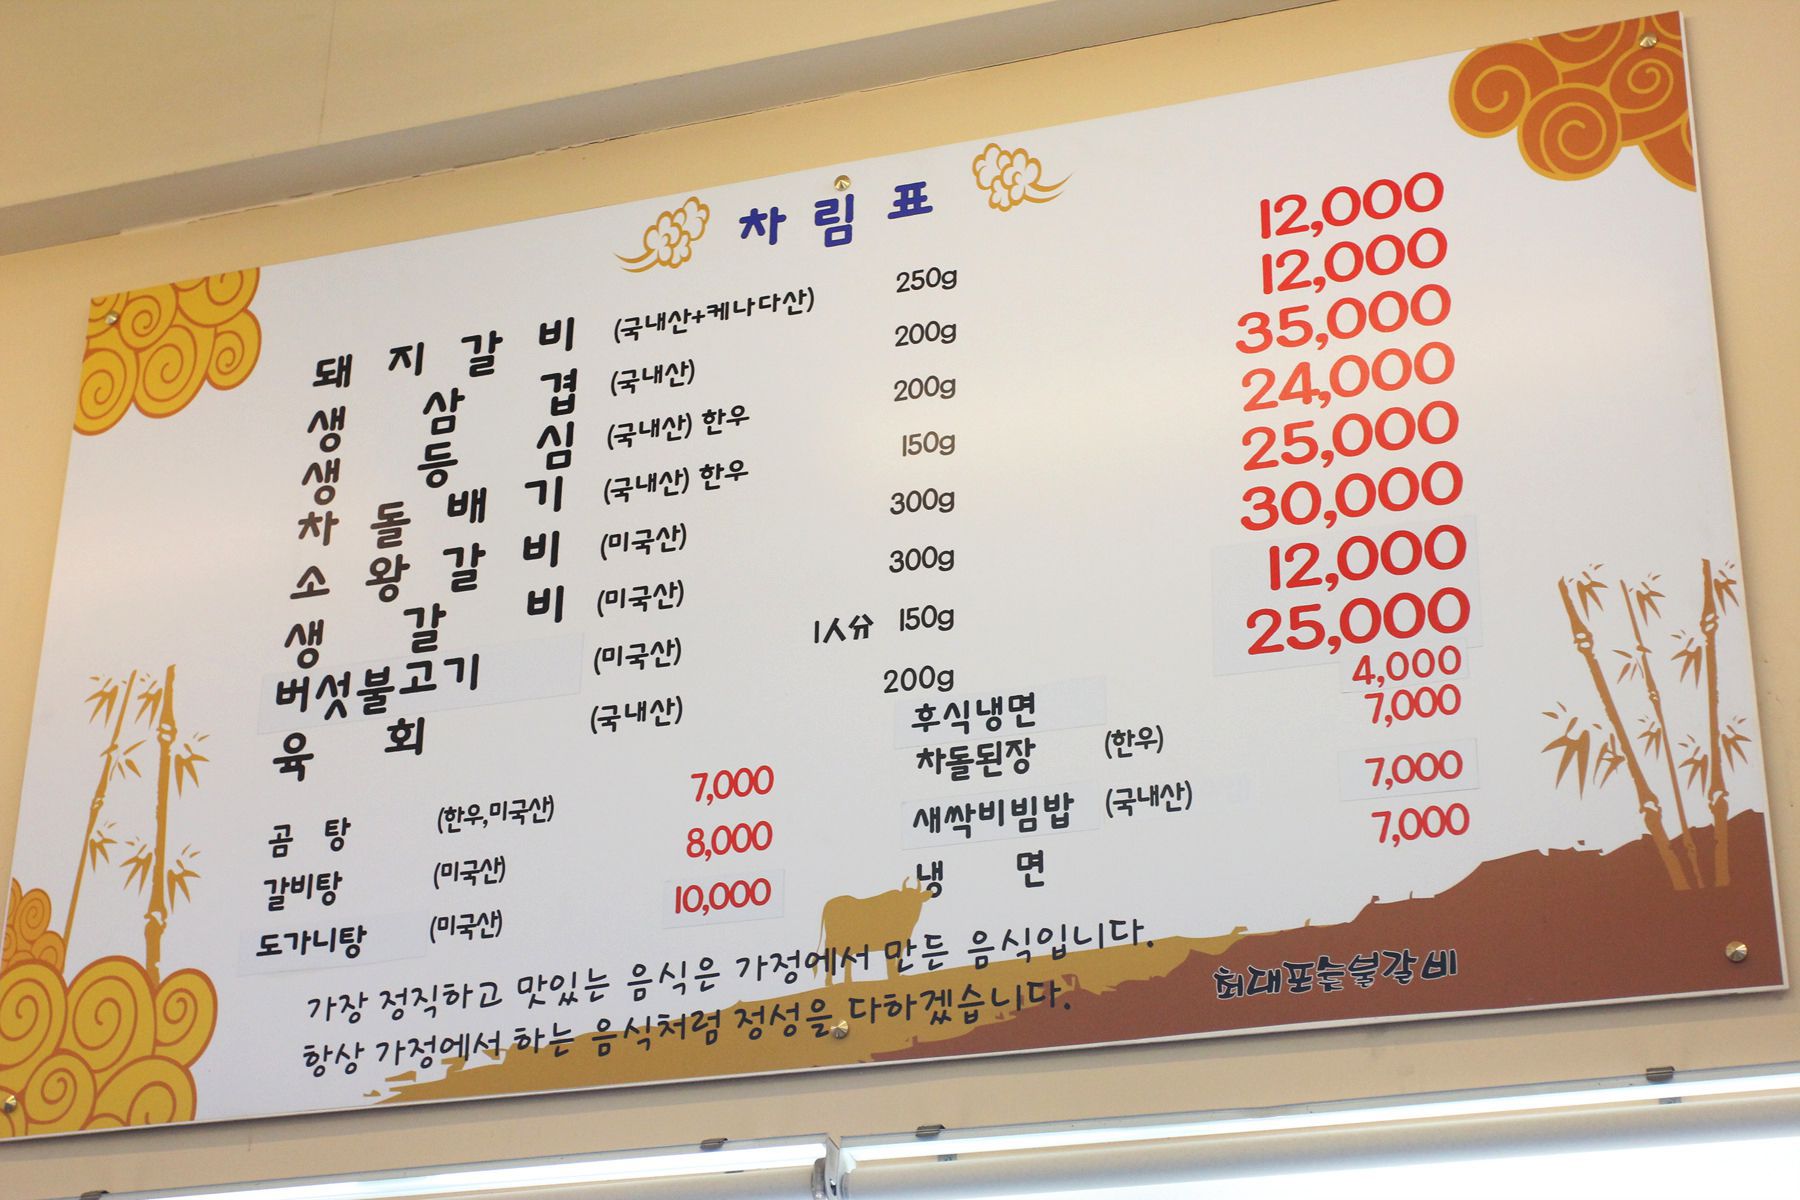 차림표
돼지갈비 (국내산+케나다산) 250g 12,000
생삼겹 (국내산) 200g 12,000
생등심 (국내산) 한우 200g 35,000
차돌배기 (국내산) 한우 150g 24,000
소왕갈비 (미국산) 300g 25,000
생갈비 (미국산) 300g 30,000
버섯불고기 (미국산) 1人分 150g 12,000
육회 (국내산) 200g 25,000
후식냉면 4,000
차돌된장 (한우) 7,000
새싹비빔밥 (국내산) 7,000
냉면 7,000
곰탕 (한우,미국산) 7,000
갈비탕 (미국산) 8,000
도가니탕 (미국산) 10,000
가장 정직하고 맛있는 음식은 가정에서 만든 음식입니다.
항상 가정에서 하는 음식처럼 정성을 다하겠습니다.
최대포숯불갈비